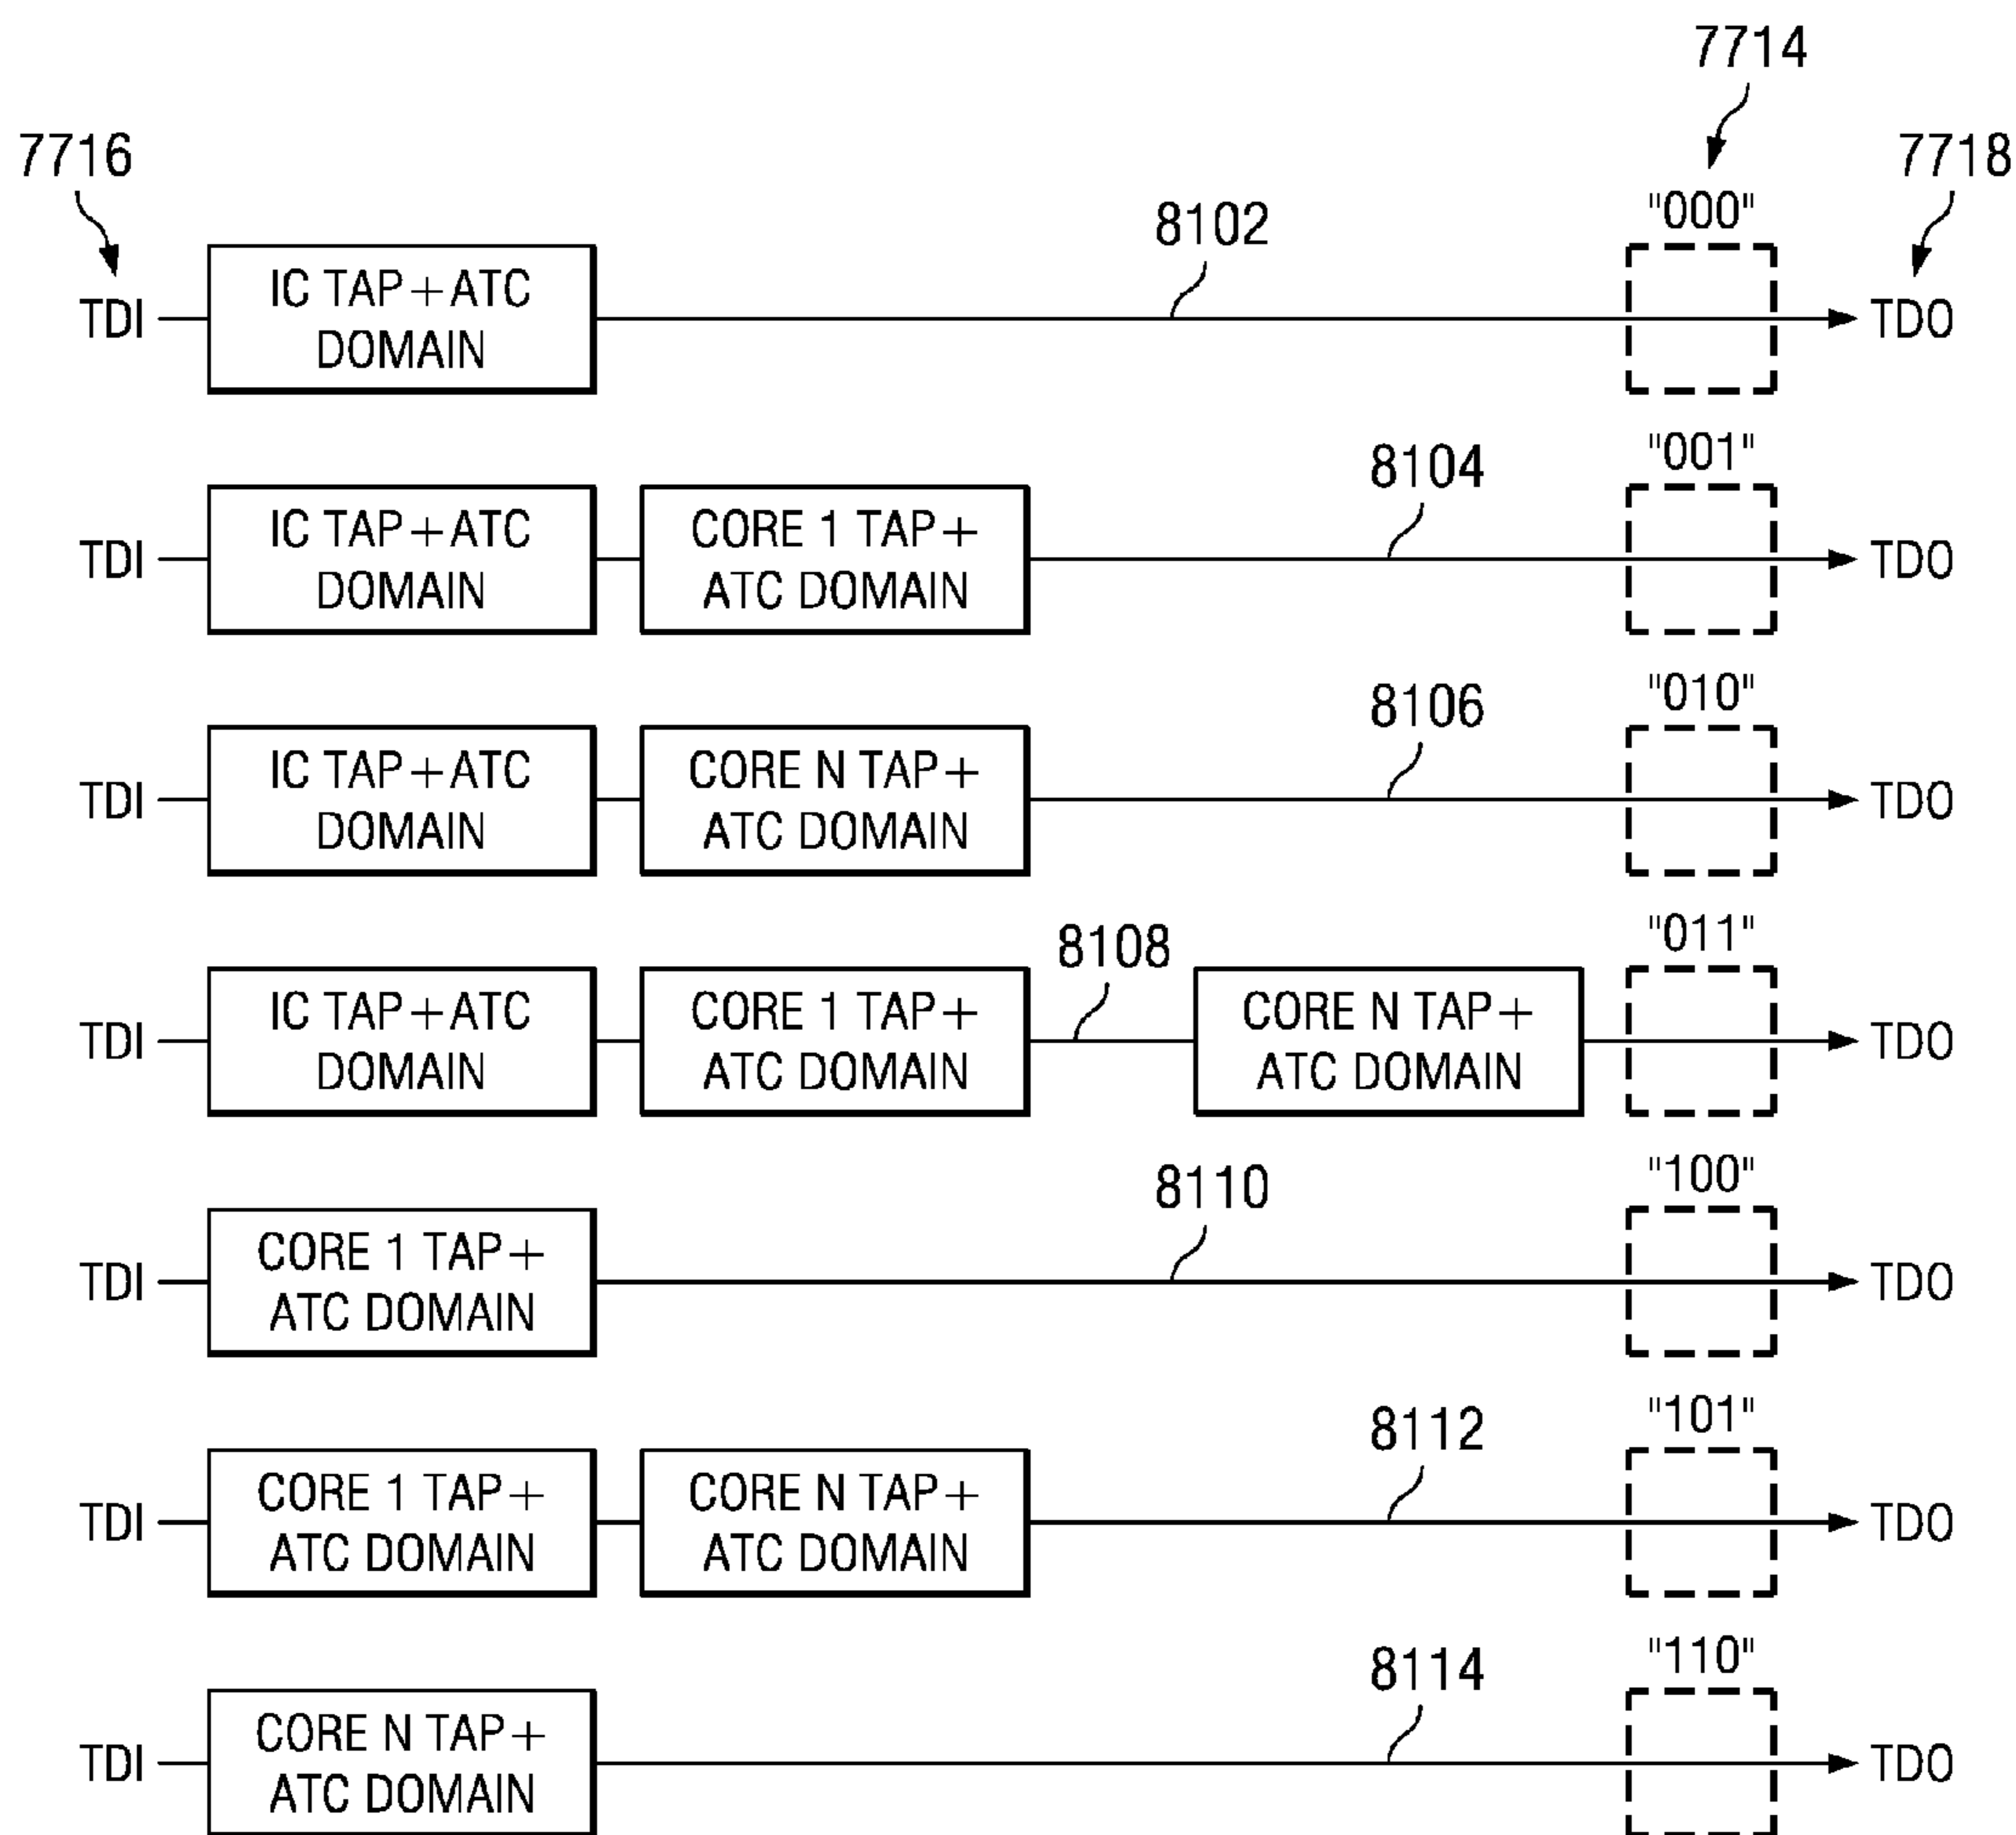 7714
7716
7718
8102
"000"
TDI
IC TAP+ATC
DOMAIN
TDO
8104
"001"
TDI
IC TAP+ATC
DOMAIN
CORE 1 TAP+
ATC DOMAIN
TDO
8106
"010"
TDI
IC TAP+ATC
DOMAIN
CORE N TAP+
ATC DOMAIN
TDO
8108
"011"
TDI
IC TAP+ATC
DOMAIN
CORE 1 TAP+
ATC DOMAIN
CORE N TAP+
ATC DOMAIN
TDO
8110
"100"
TDI
CORE 1 TAP+
ATC DOMAIN
TDO
8112
"101"
TDI
CORE 1 TAP+
ATC DOMAIN
CORE N TAP+
ATC DOMAIN
TDO
8114
"110"
TDI
CORE N TAP+
ATC DOMAIN
TDO